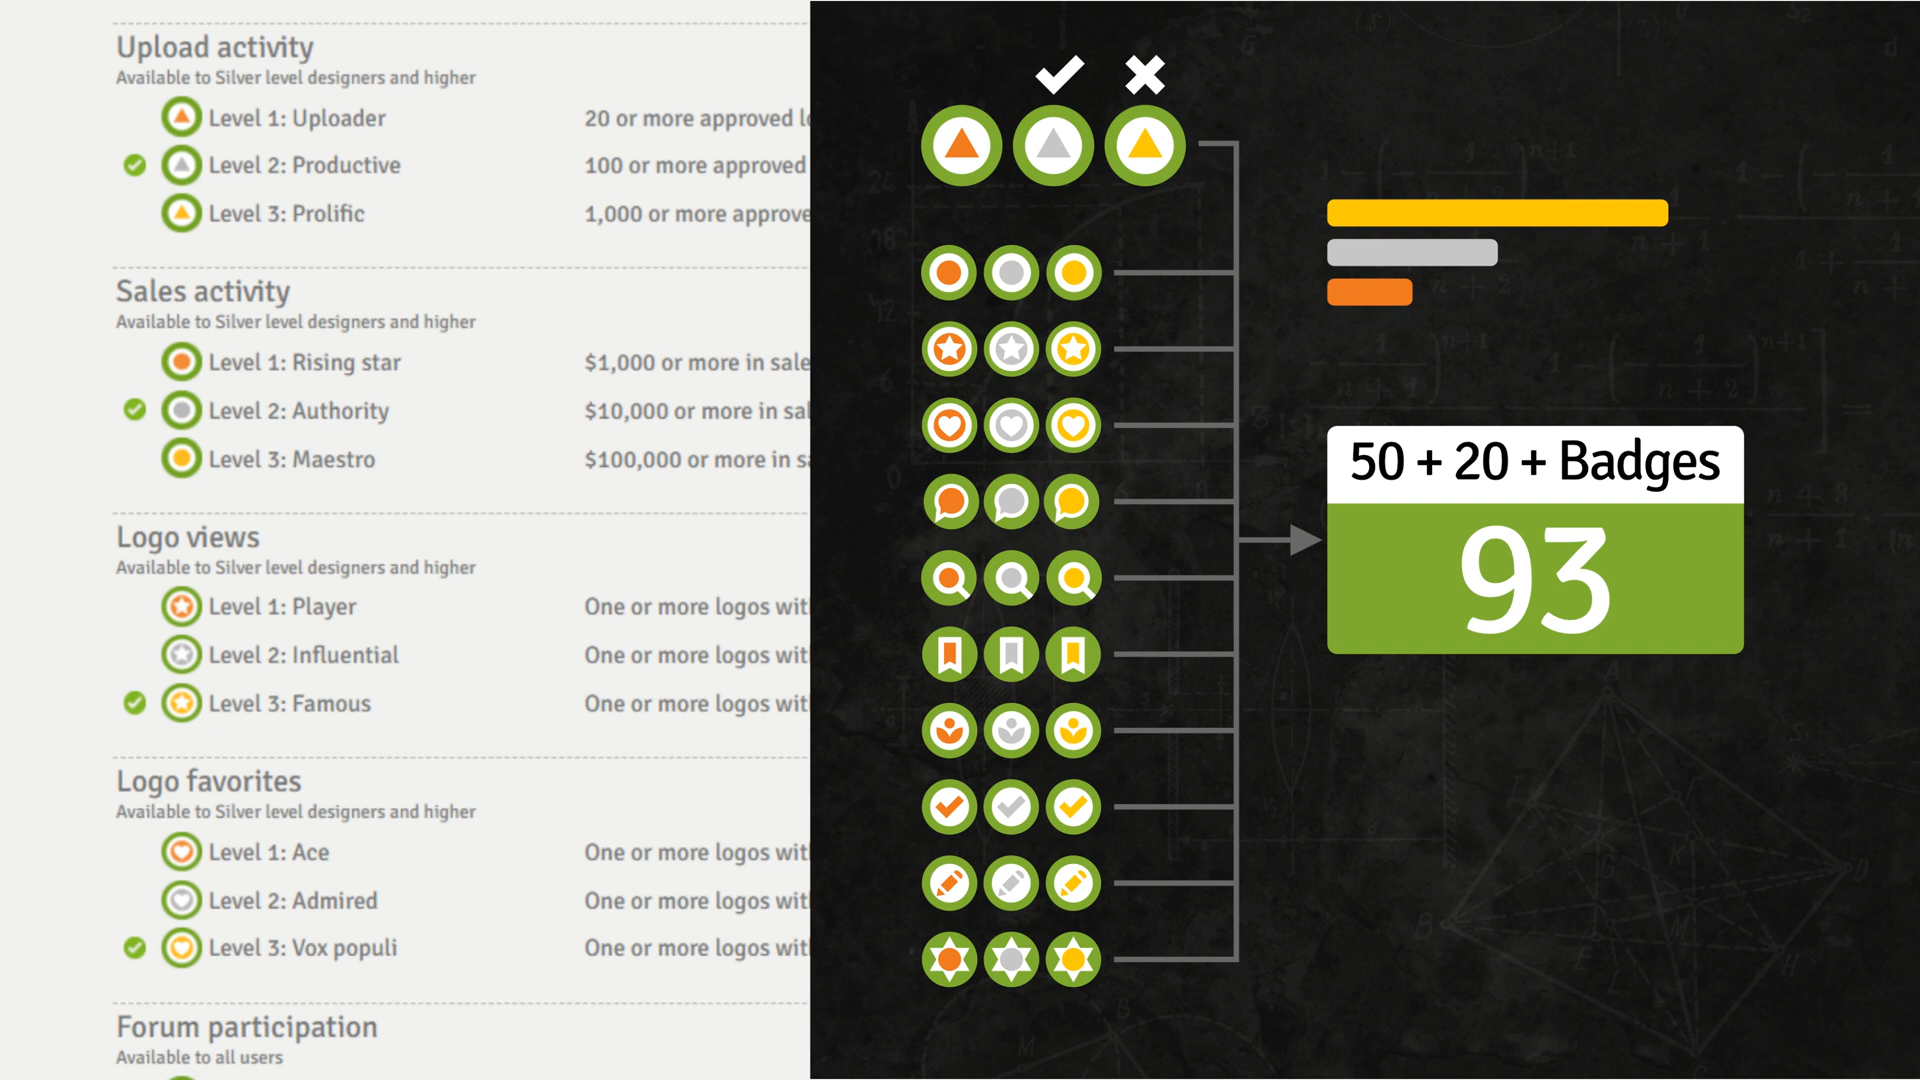 Upload activity
Available to Silver level designers and higher
Level 1: Uploader 20 or more approved
Level 2: Productive 100 or more approved
Level 3: Prolific 1,000 or more approve
Sales activity
Available to Silver level designers and higher
Level 1: Rising star $1,000 or more in sale
Level 2: Authority $10,000 or more in sal
Level 3: Maestro $100,000 or more in
Logo views
Available to Silver level designers and higher
Level 1: Player One or more logos wit
Level 2: Influential One or more logos wit
Level 3: Famous One or more logos wit
Logo favorites
Available to Silver level designers and higher
Level 1: Ace One or more logos wit
Level 2: Admired One or more logos wit
Level 3: Vox populi One or more logos wit
Forum participation
Available to all users
50 + 20 + Badges
93